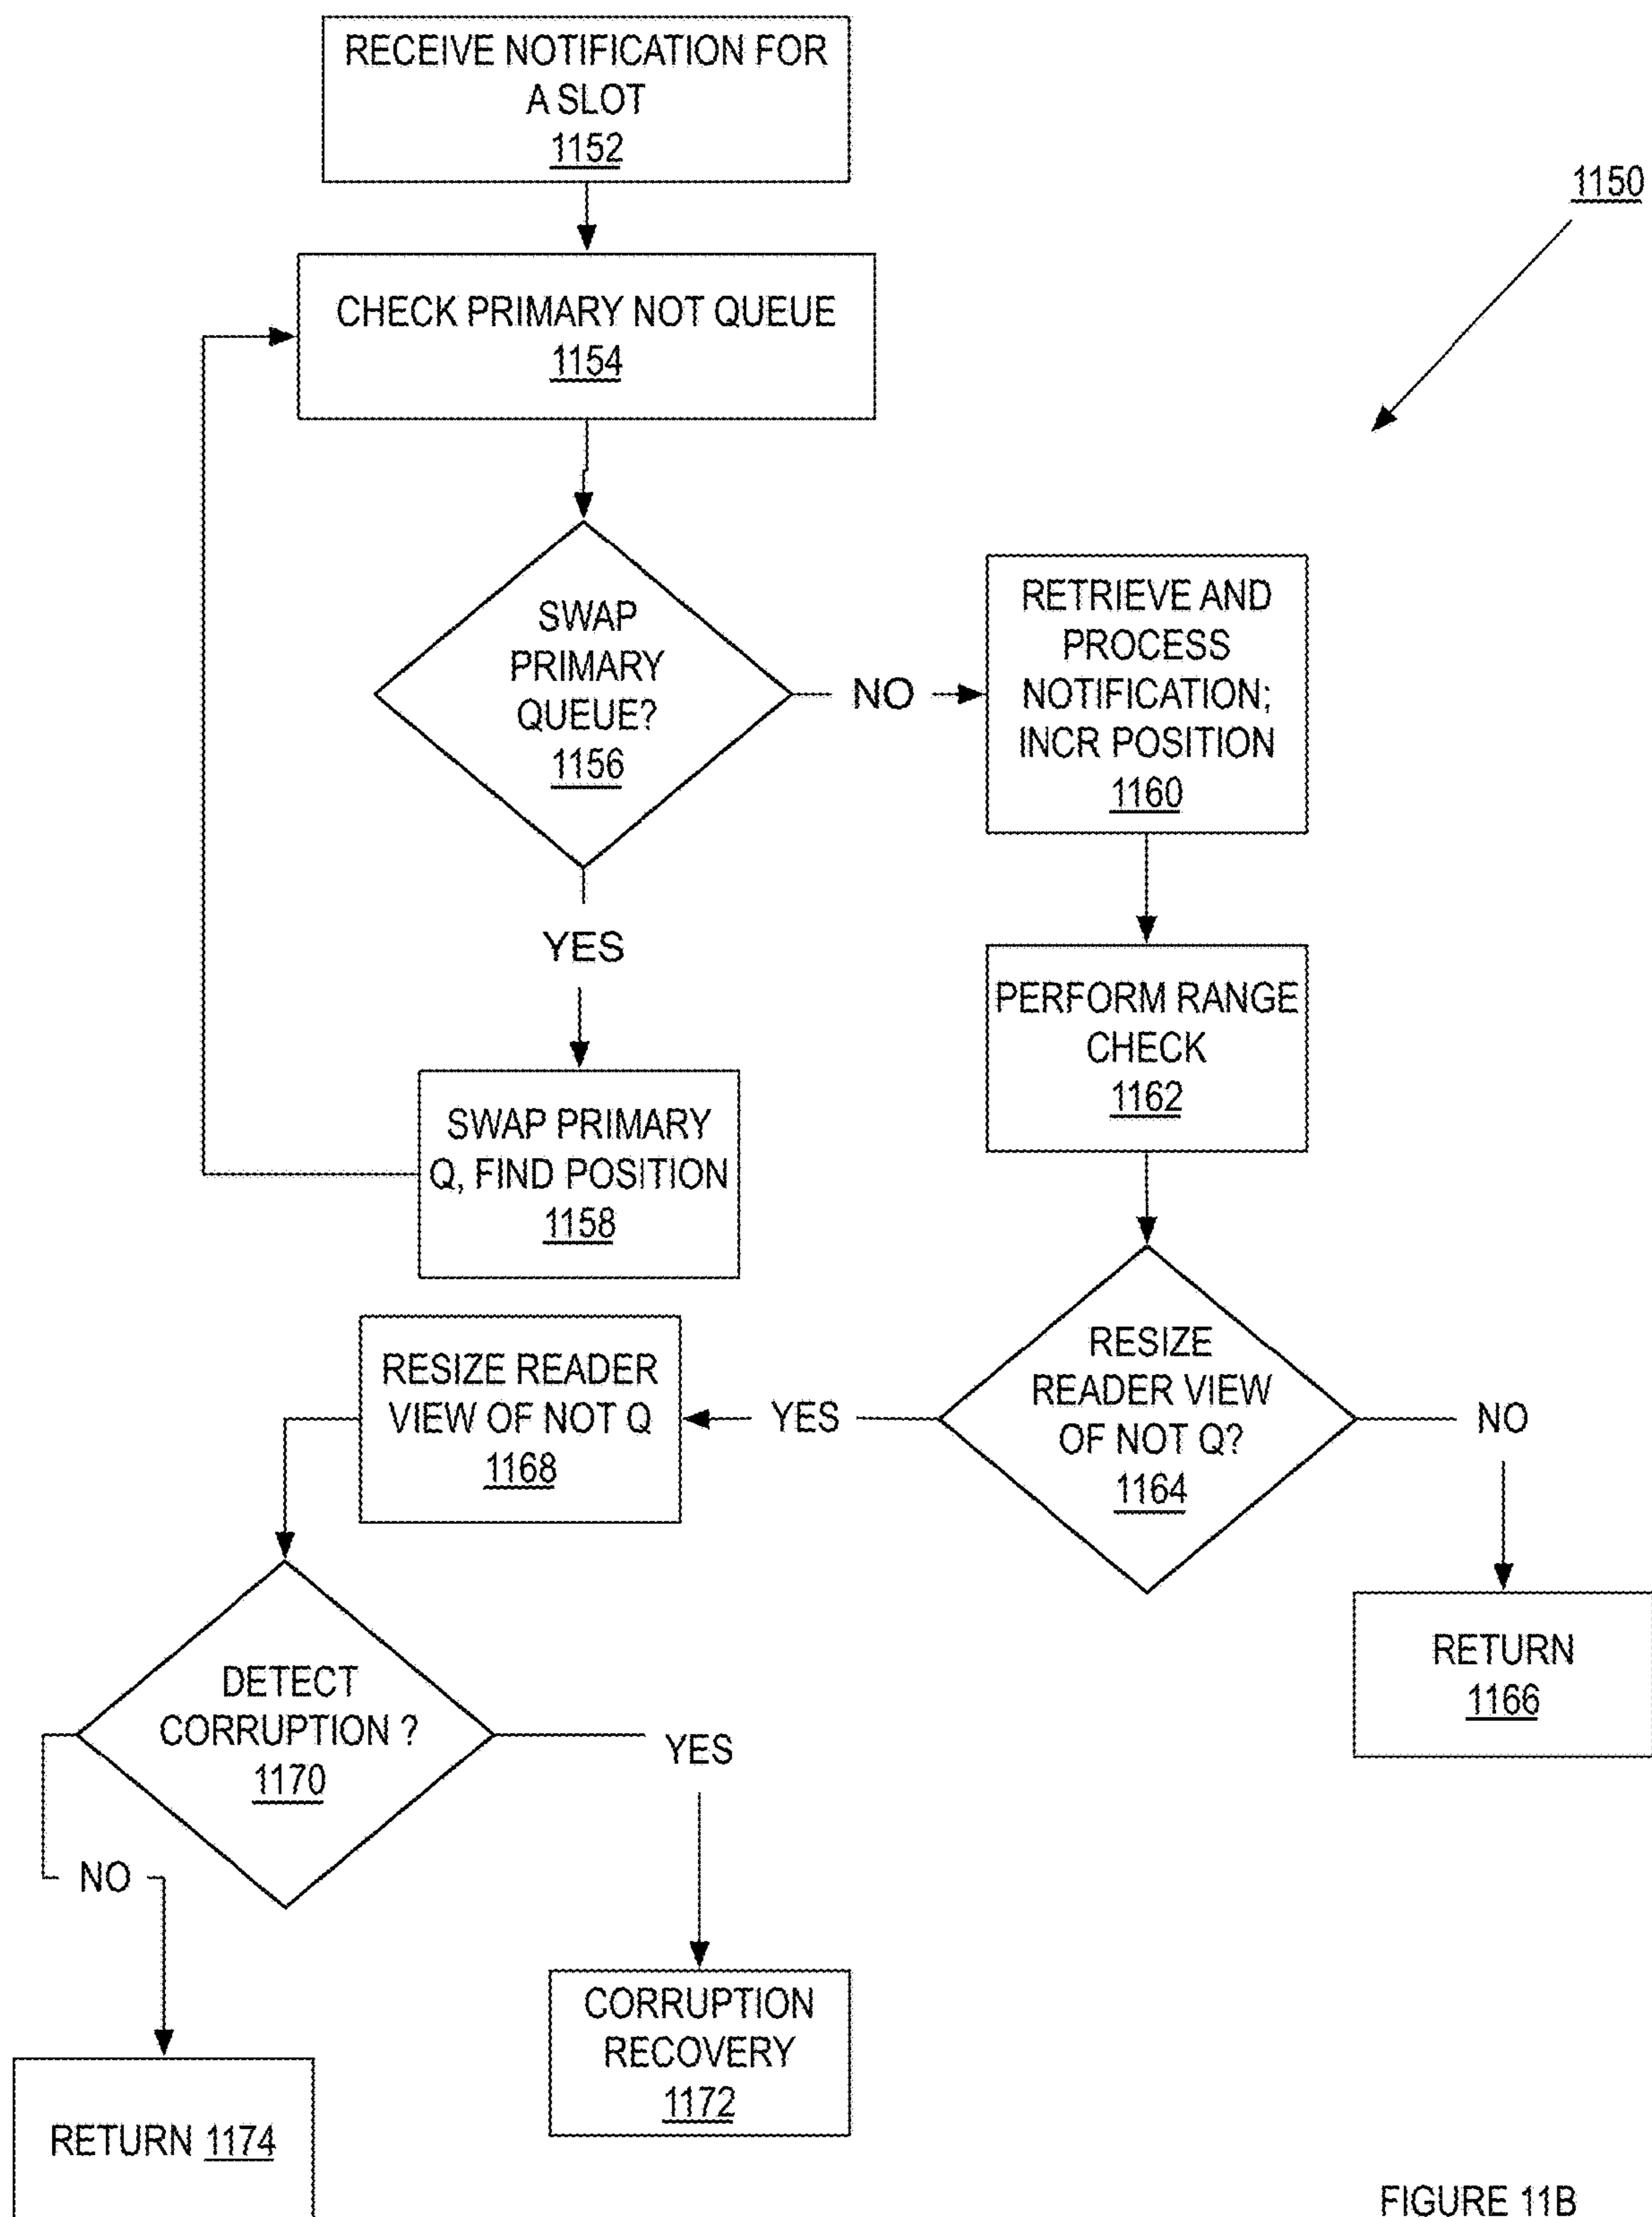 RECEIVE NOTIFICATION FOR
A SLOT
1152
1150
CHECK PRIMARY NOT QUEUE
1154
SWAP
PRIMARY
QUEUE?
1156
NO
RETRIEVE AND
PROCESS
NOTIFICATION;
INCR POSITION
1160
YES
PERFORM RANGE
CHECK
1162
SWAP PRIMARY
Q, FIND POSITION
1158
RESIZE
READER VIEW
OF NOT Q?
1164
YES
NO
RESIZE READER
VIEW OF NOT Q
1168
RETURN
1166
DETECT
CORRUPTION ?
1170
YES
NO
CORRUPTION
RECOVERY
1172
RETURN 1174
FIGURE 11B